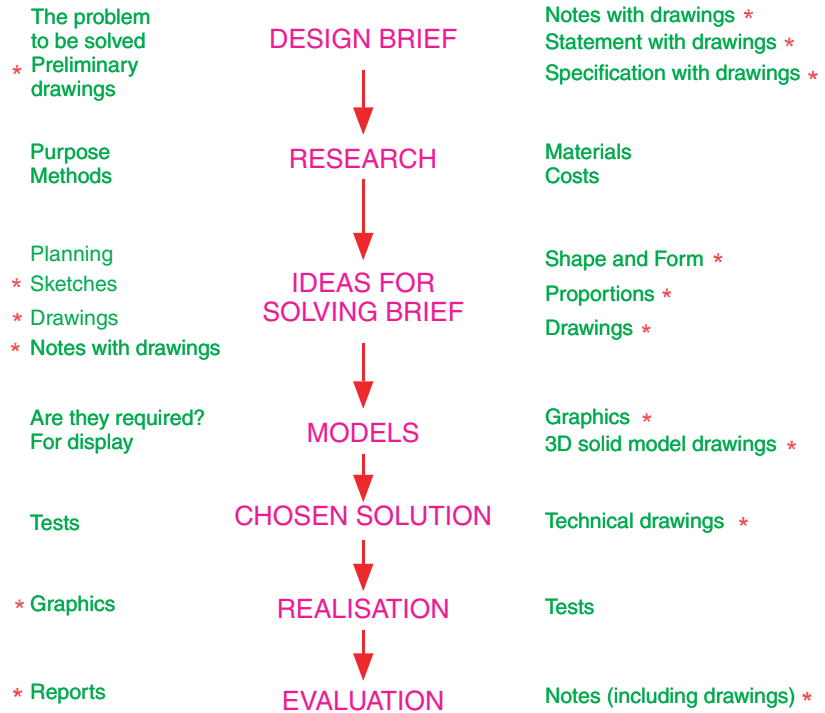 The problem
to be solved
* Preliminary
drawings
DESIGN BRIEF
Notes with drawings *
Statement with drawings *
Specification with drawings *
Purpose
Methods
RESEARCH
Materials
Costs
Planning
* Sketches
* Drawings
* Notes with drawings
IDEAS FOR
SOLVING BRIEF
Shape and Form *
Proportions *
Drawings *
Are they required?
For display
MODELS
Graphics *
3D solid model drawings *
Tests
CHOSEN SOLUTION
Technical drawings *
* Graphics
REALISATION
Tests
* Reports
EVALUATION
Notes (including drawings) *